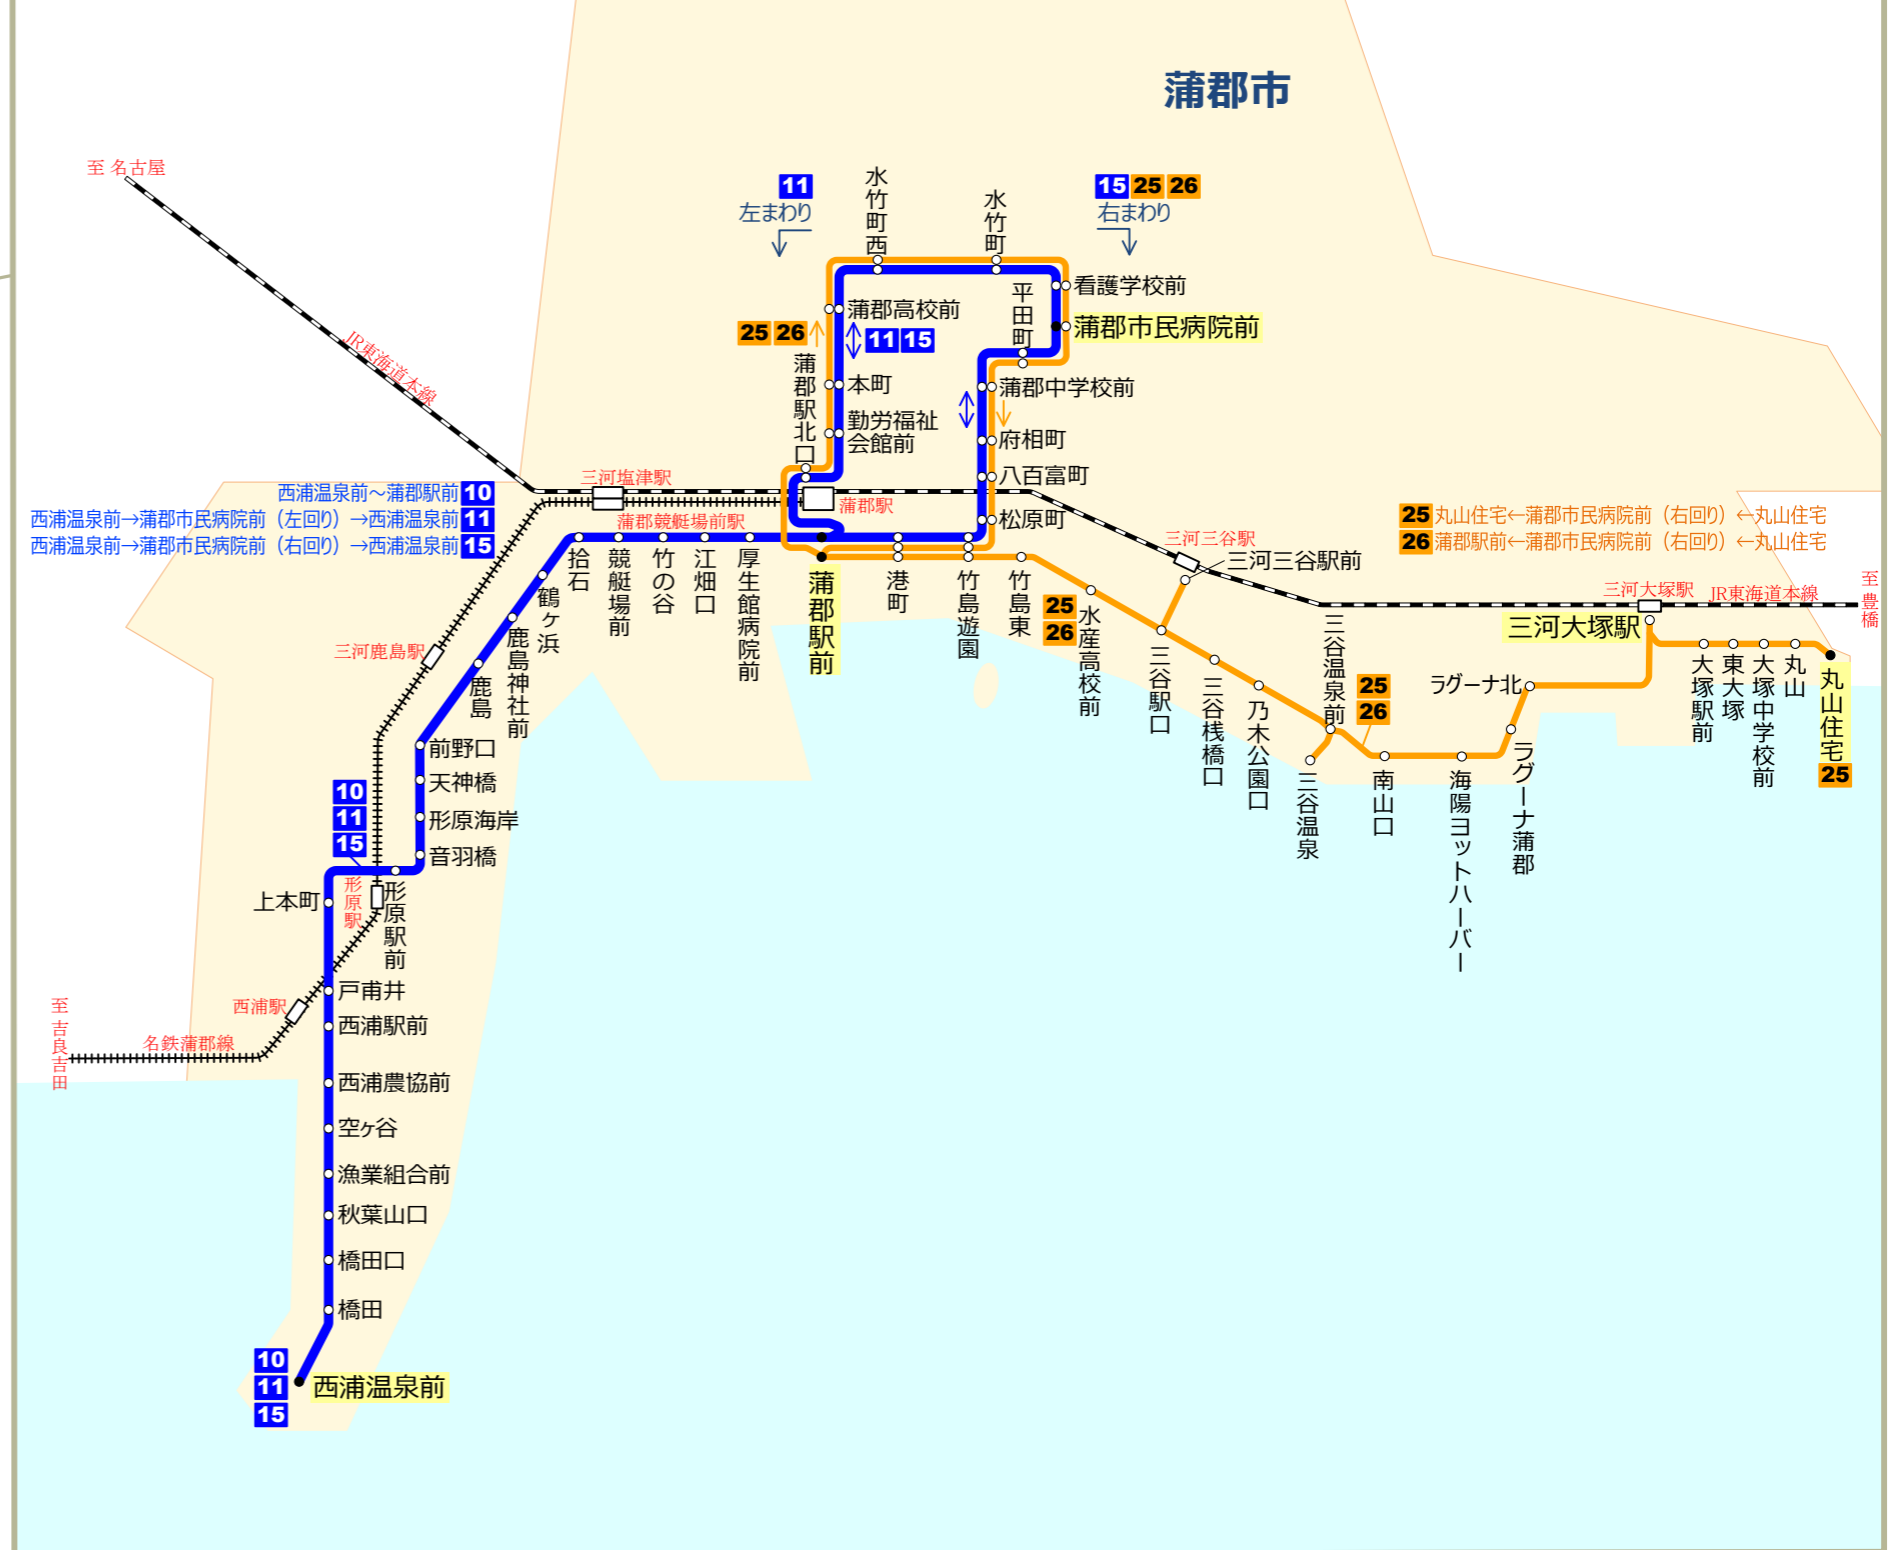 蒲郡市
至 名古屋
JR東海道本線
11
左まわり
15 25 26
右まわり
水竹町西
水竹町
平田町
看護学校前
蒲郡市民病院前
蒲郡高校前
25 26
11 15
蒲郡駅北口
本町
勤労福祉
会館前
蒲郡中学校前
府相町
八百富町
松原町
三河塩津駅
蒲郡駅
蒲郡競艇場前駅
西浦温泉前～蒲郡駅前 10
西浦温泉前→蒲郡市民病院前（左回り）→西浦温泉前 11
西浦温泉前→蒲郡市民病院前（右回り）→西浦温泉前 15
25 丸山住宅←蒲郡市民病院前（右回り）←丸山住宅
26 蒲郡駅前←蒲郡市民病院前（右回り）←丸山住宅
三河三谷駅
三河三谷駅前
三河大塚駅
JR東海道本線
至豊橋
三河大塚駅
拾石
競艇場前
竹の谷
江畑口
厚生館病院前
蒲郡駅前
港町
竹島遊園
竹島東
25
26
水産高校前
三谷駅口
三谷桟橋口
乃木公園口
三谷温泉前
三谷温泉
25
26
南山口
海陽ヨットハーバー
ラグーナ蒲郡
ラグーナ北
大塚駅前
東大塚
大塚中学校前
丸山
丸山住宅
25
鶴ヶ浜
鹿島神社前
鹿島
三河鹿島駅
前野口
天神橋
形原海岸
音羽橋
10
11
15
形原駅
形原駅前
上本町
戸甫井
西浦駅
西浦駅前
至吉良吉田
名鉄蒲郡線
西浦農協前
空ヶ谷
漁業組合前
秋葉山口
橋田口
橋田
10
11
15
西浦温泉前